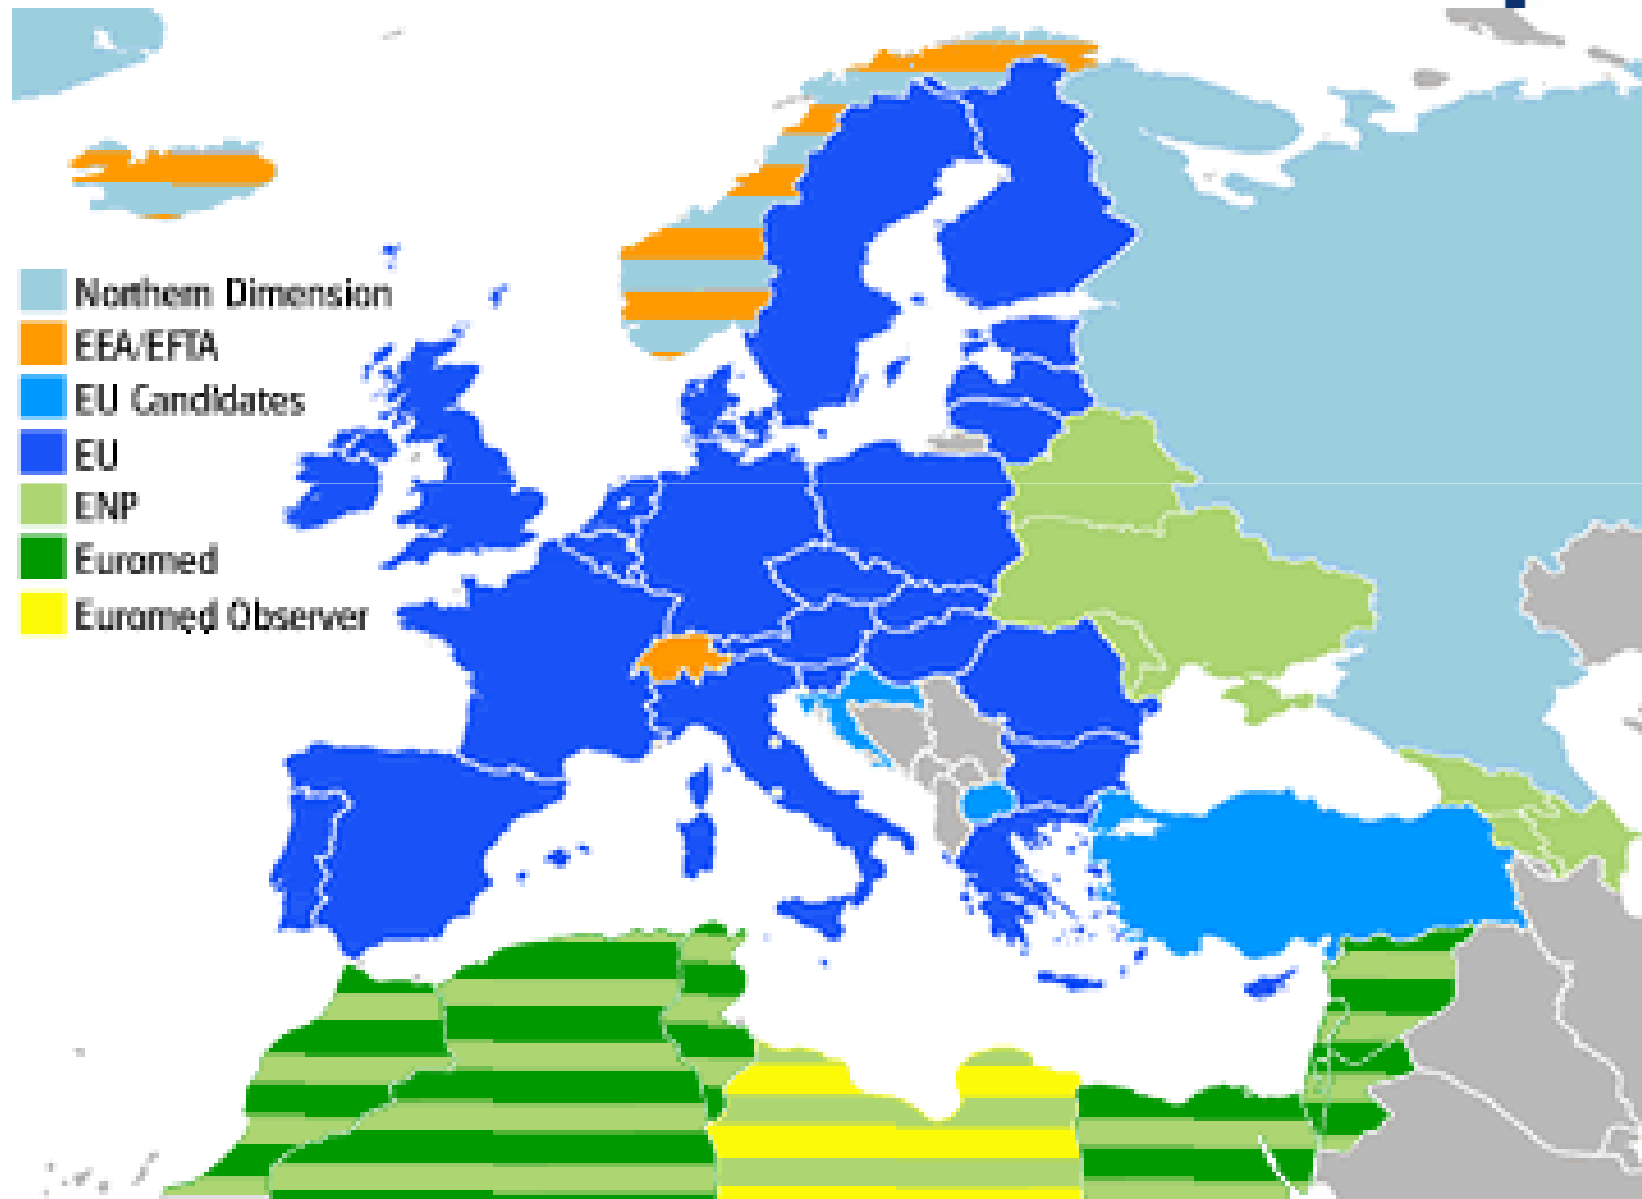 Northern Dimension
EEA/EFTA
EU Candidates
EU
ENP
Euromed
Euromed Observer